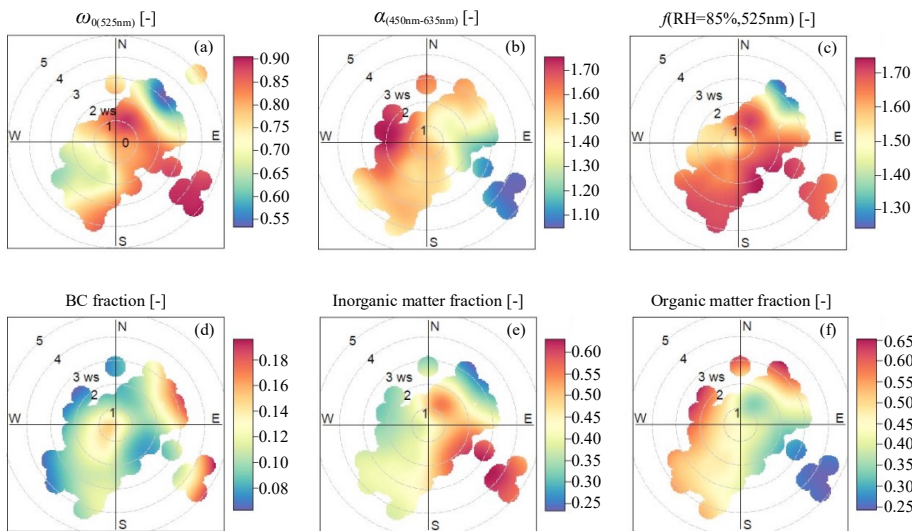 ω0(525nm) [-]
α(450nm-635nm) [-]
f(RH=85%,525nm) [-]
(a)
N
5
4
3
2 ws
1
0
W
E
S
0.90
0.85
0.80
0.75
0.70
0.65
0.60
0.55
(b)
N
5
4
3 ws
2
1
W
E
S
1.70
1.60
1.50
1.40
1.30
1.20
1.10
(c)
N
5
4
3 ws
2
1
W
E
S
1.70
1.60
1.50
1.40
1.30
BC fraction [-]
Inorganic matter fraction [-]
Organic matter fraction [-]
(d)
N
5
4
3 ws
2
1
W
E
S
0.18
0.16
0.14
0.12
0.10
0.08
(e)
N
5
4
3 ws
2
1
W
E
S
0.60
0.55
0.50
0.45
0.40
0.35
0.30
0.25
(f)
N
5
4
3 ws
2
1
W
E
S
0.65
0.60
0.55
0.50
0.45
0.40
0.35
0.30
0.25